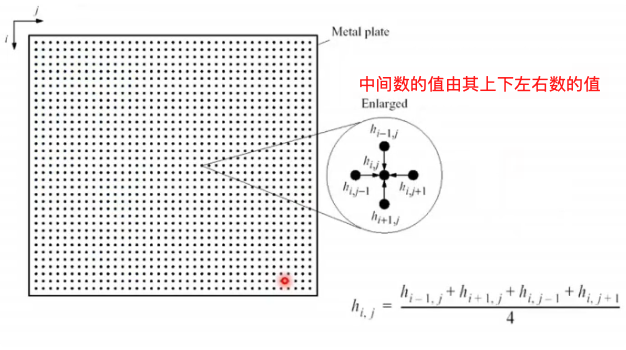 j
i
Metal plate
中间数的值由其上下左右数的值
Enlarged
h_{i-1,j}
h_{i,j}
h_{i,j-1} h_{i,j+1}
h_{i+1,j}
h_{i,j} = \frac{h_{i-1,j} + h_{i+1,j} + h_{i,j-1} + h_{i,j+1}}{4}